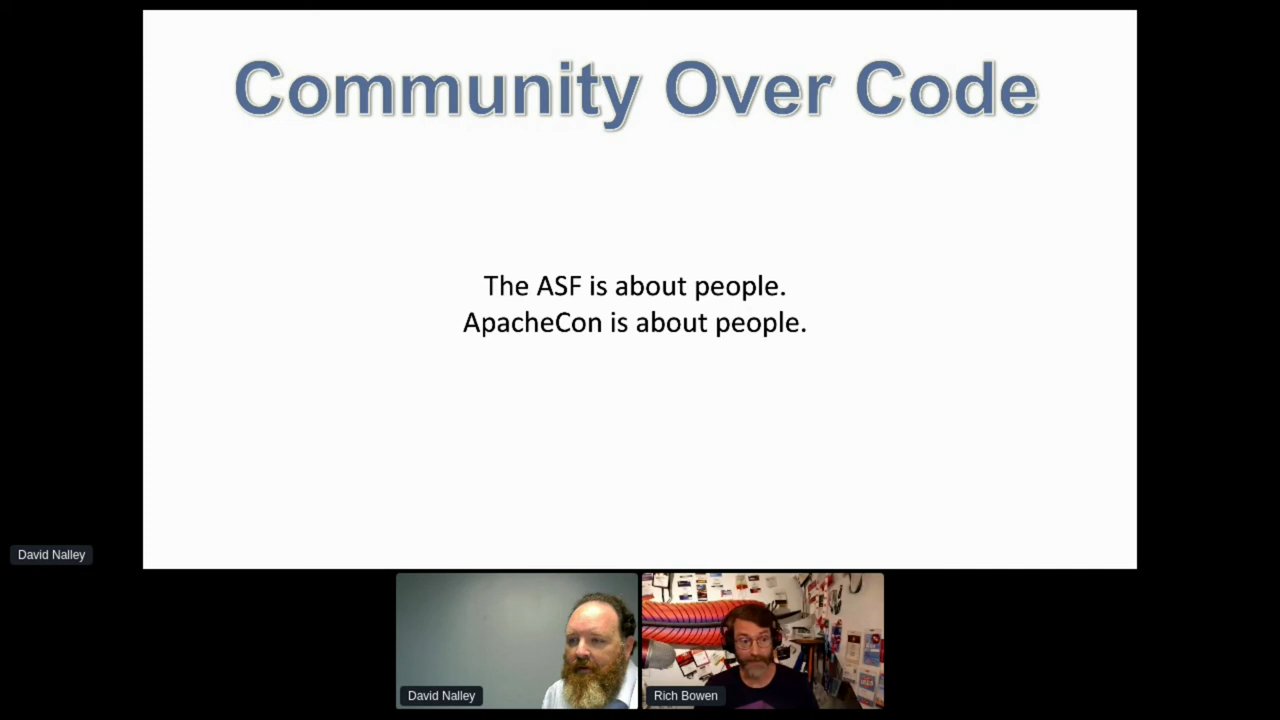 Community Over Code
The ASF is about people.
ApacheCon is about people.
David Nalley
David Nalley
Rich Bowen